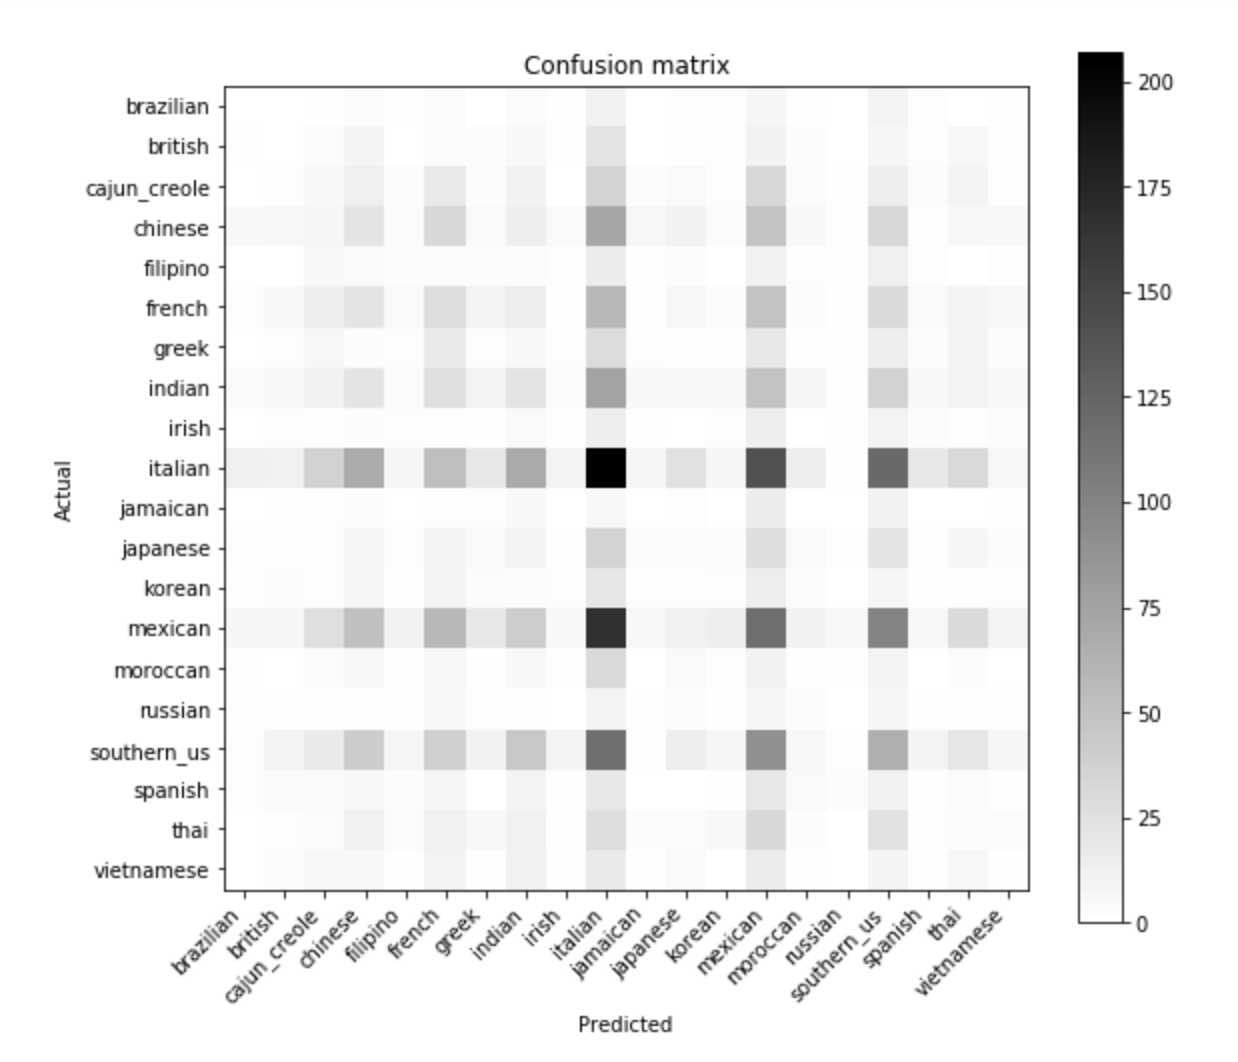 Confusion matrix
brazilian
british
cajun_creole
chinese
filipino
french
greek
indian
irish
italian
jamaican
japanese
korean
mexican
moroccan
russian
southern_us
spanish
thai
vietnamese
Actual
brazilian
british
cajun_creole
chinese
filipino
french
greek
indian
irish
italian
jamaican
japanese
korean
mexican
moroccan
russian
southern_us
spanish
thai
vietnamese
Predicted
200
175
150
125
100
75
50
25
0